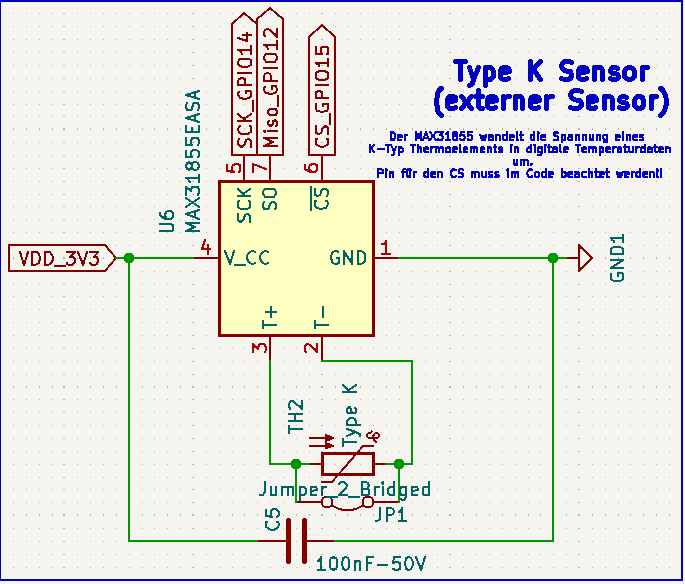 SCK_GPIO14
Miso_GPIO12
CS_GPIO15
Type K Sensor
(externer Sensor)
Der MAX31855 wandelt die Spannung eines
K-Typ Thermoelements in digitale Temperaturdaten
um.
Pin für den CS muss im Code beachtet werden!!
U6
MAX31855EASA
5
7
6
SCK
SO
CS
VDD_3V3
4
V_CC
GND
1
GND1
T+
T-
3
2
TH2
Type K
Jumper_2_Bridged
JP1
C5
100nF-50V